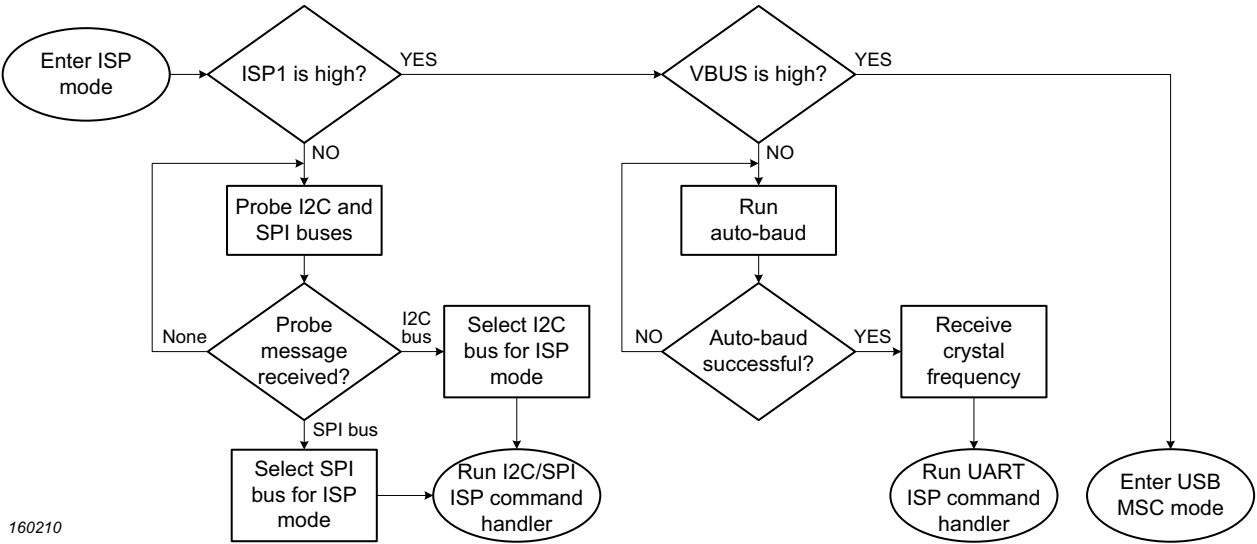 Enter ISP
mode
ISP1 is high?
YES
VBUS is high?
YES
NO
NO
Probe I2C and
SPI buses
Run
auto-baud
None
Probe
message
received?
I2C
bus
Select I2C
bus for ISP
mode
NO
Auto-baud
successful?
YES
Receive
crystal
frequency
SPI bus
Select SPI
bus for ISP
mode
Run I2C/SPI
ISP command
handler
Run UART
ISP command
handler
Enter USB
MSC mode
160210